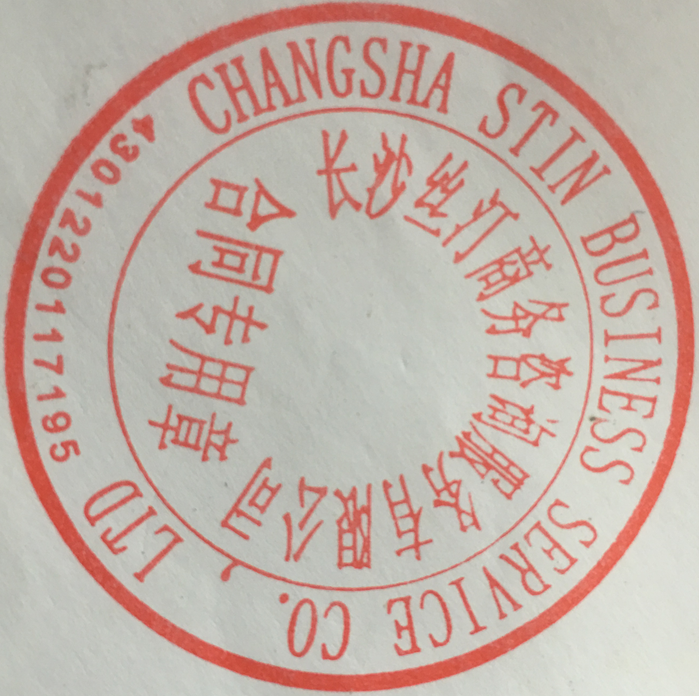 CHANGSHA STIN BUSINESS SERVICE CO., LTD
长沙丝汀商务咨询服务有限公司
合同专用章
4301220117195